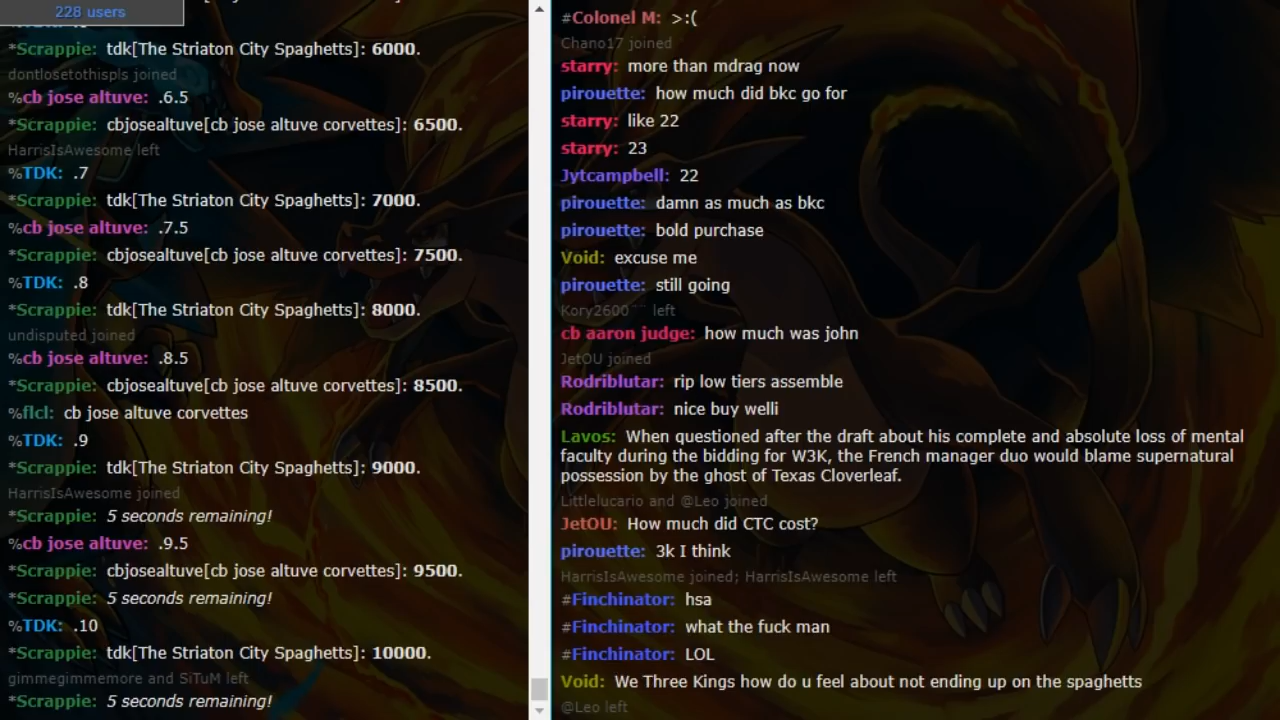 228 users
*Scrappie: tdk[The Striaton City Spaghetts]: 6000.
dontlosetothispls joined
%cb jose altuve: .6.5
*Scrappie: cbjosealtuve[cb jose altuve corvettes]: 6500.
HarrisIsAwesome left
%TDK: .7
*Scrappie: tdk[The Striaton City Spaghetts]: 7000.
%cb jose altuve: .7.5
*Scrappie: cbjosealtuve[cb jose altuve corvettes]: 7500.
%TDK: .8
*Scrappie: tdk[The Striaton City Spaghetts]: 8000.
undisputed joined
%cb jose altuve: .8.5
*Scrappie: cbjosealtuve[cb jose altuve corvettes]: 8500.
%flcl: cb jose altuve corvettes
%TDK: .9
*Scrappie: tdk[The Striaton City Spaghetts]: 9000.
HarrisIsAwesome joined
*Scrappie: 5 seconds remaining!
%cb jose altuve: .9.5
*Scrappie: cbjosealtuve[cb jose altuve corvettes]: 9500.
*Scrappie: 5 seconds remaining!
%TDK: .10
*Scrappie: tdk[The Striaton City Spaghetts]: 10000.
gimmegimmemore and SiTuM left
*Scrappie: 5 seconds remaining!
#Colonel M: >:(
Chano17 joined
starry: more than mdrag now
pirouette: how much did bkc go for
starry: like 22
starry: 23
Jytcampbell: 22
pirouette: damn as much as bkc
pirouette: bold purchase
Void: excuse me
pirouette: still going
Kory2600 left
cb aaron judge: how much was john
JetOU joined
Rodriblutar: rip low tiers assemble
Rodriblutar: nice buy welli
Lavos: When questioned after the draft about his complete and absolute loss of mental
faculty during the bidding for W3K, the French manager duo would blame supernatural
possession by the ghost of Texas Cloverleaf.
Littlelucario and @Leo joined
JetOU: How much did CTC cost?
pirouette: 3k I think
HarrisIsAwesome joined; HarrisIsAwesome left
#Finchinator: hsa
#Finchinator: what the fuck man
#Finchinator: LOL
Void: We Three Kings how do u feel about not ending up on the spaghetts
@Leo left